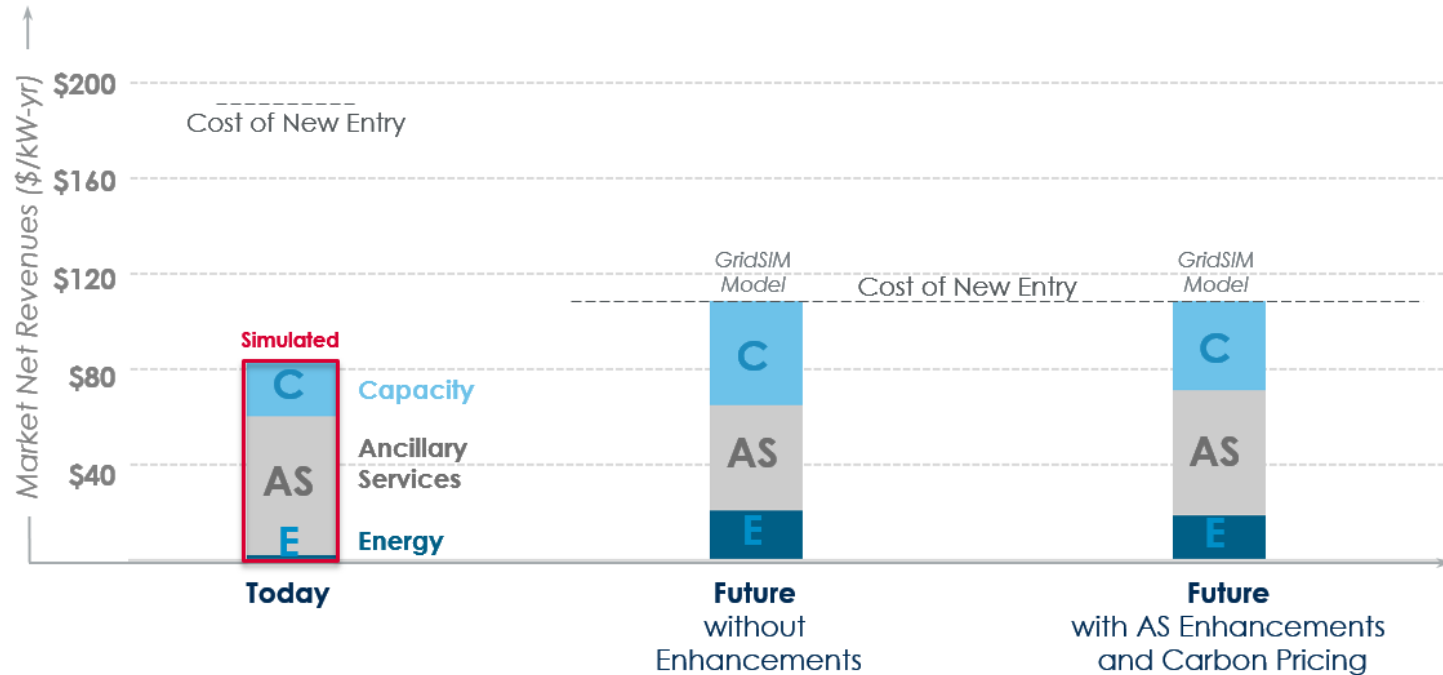 Market Net Revenues ($/kW-yr)
$200
Cost of New Entry
$160
$120
GridSIM
Model
Cost of New Entry
GridSIM
Model
$80
Simulated
C
Capacity
C
C
$40
AS
Ancillary
Services
AS
AS
E
Energy
E
E
Today
Future
without
Enhancements
Future
with AS Enhancements
and Carbon Pricing